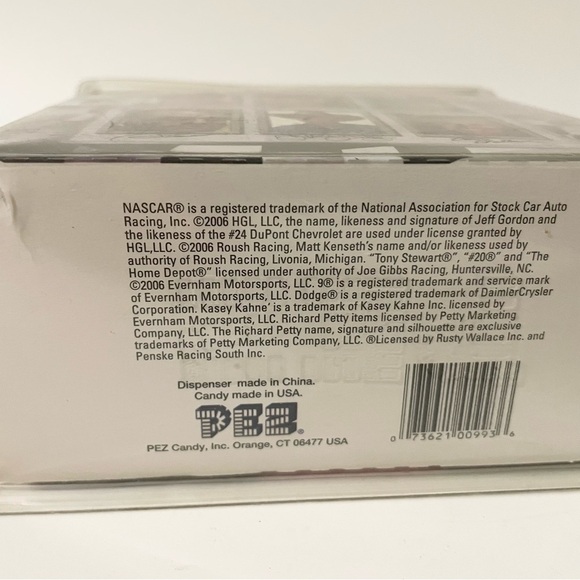 NASCAR® is a registered trademark of the National Association for Stock Car Auto
Racing, Inc. ©2006 HGL, LLC, the name, likeness and signature of Jeff Gordon and
the likeness of the #24 DuPont Chevrolet are used under license granted by
HGL,LLC. ©2006 Roush Racing, Matt Kenseth's name and/or likeness used by
authority of Roush Racing, Livonia, Michigan. "Tony Stewart®", "#20®" and "The
Home Depot®" licensed under authority of Joe Gibbs Racing, Huntersville, NC.
©2006 Evernham Motorsports, LLC. 9® is a registered trademark and service mark
of Evernham Motorsports, LLC. Dodge® is a registered trademark of DaimlerCrysler
Corporation. Kasey Kahne' is a trademark of Kasey Kahne Inc. licensed by
Evernham Motorsports, LLC. Richard Petty items licensed by Petty Marketing
Company, LLC. The Richard Petty name, signature and silhouette are exclusive
trademarks of Petty Marketing Company, LLC. ®Licensed by Rusty Wallace Inc. and
Penske Racing South Inc.
Dispenser made in China.
Candy made in USA.
PEZ®
PEZ Candy, Inc. Orange, CT 06477 USA
0 73621 00993 6